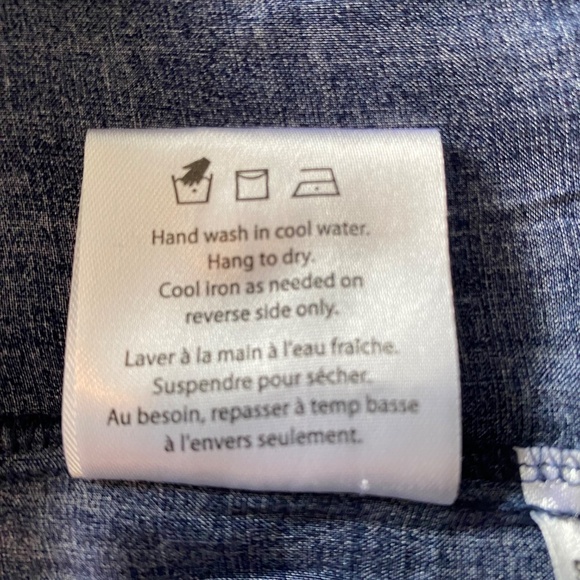 Hand wash in cool water.
Hang to dry.
Cool iron as needed on
reverse side only.
Laver à la main à l'eau fraîche.
Suspendre pour sécher.
Au besoin, repasser à temp basse
à l'envers seulement.